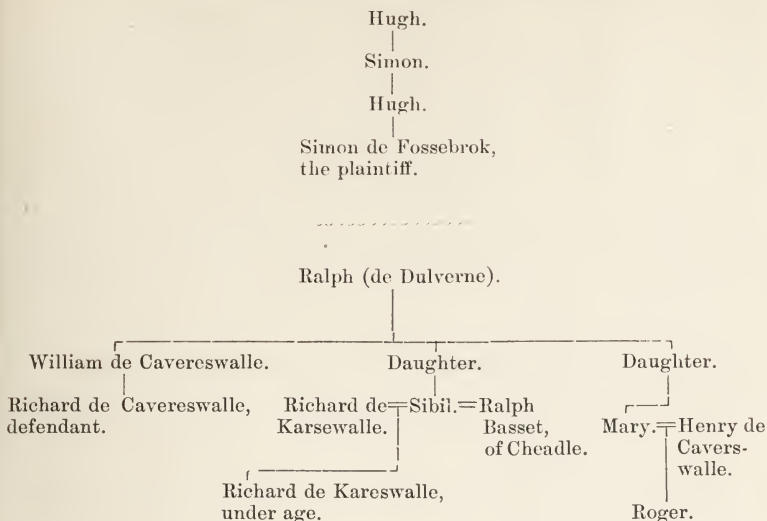 Hugh.
Simon.
Hugh.
Simon de Fossebrok,
the plaintiff.
Ralph (de Dulverne).
William de Cavereswalle. Daughter. Daughter.
Richard de Cavereswalle, Richard de=Sibil.=Ralph Mary.=Henry de
defendant. Karsewalle. Basset, Cavers-
of Cheadle. walle.
Richard de Kareswalle,
under age. Roger.